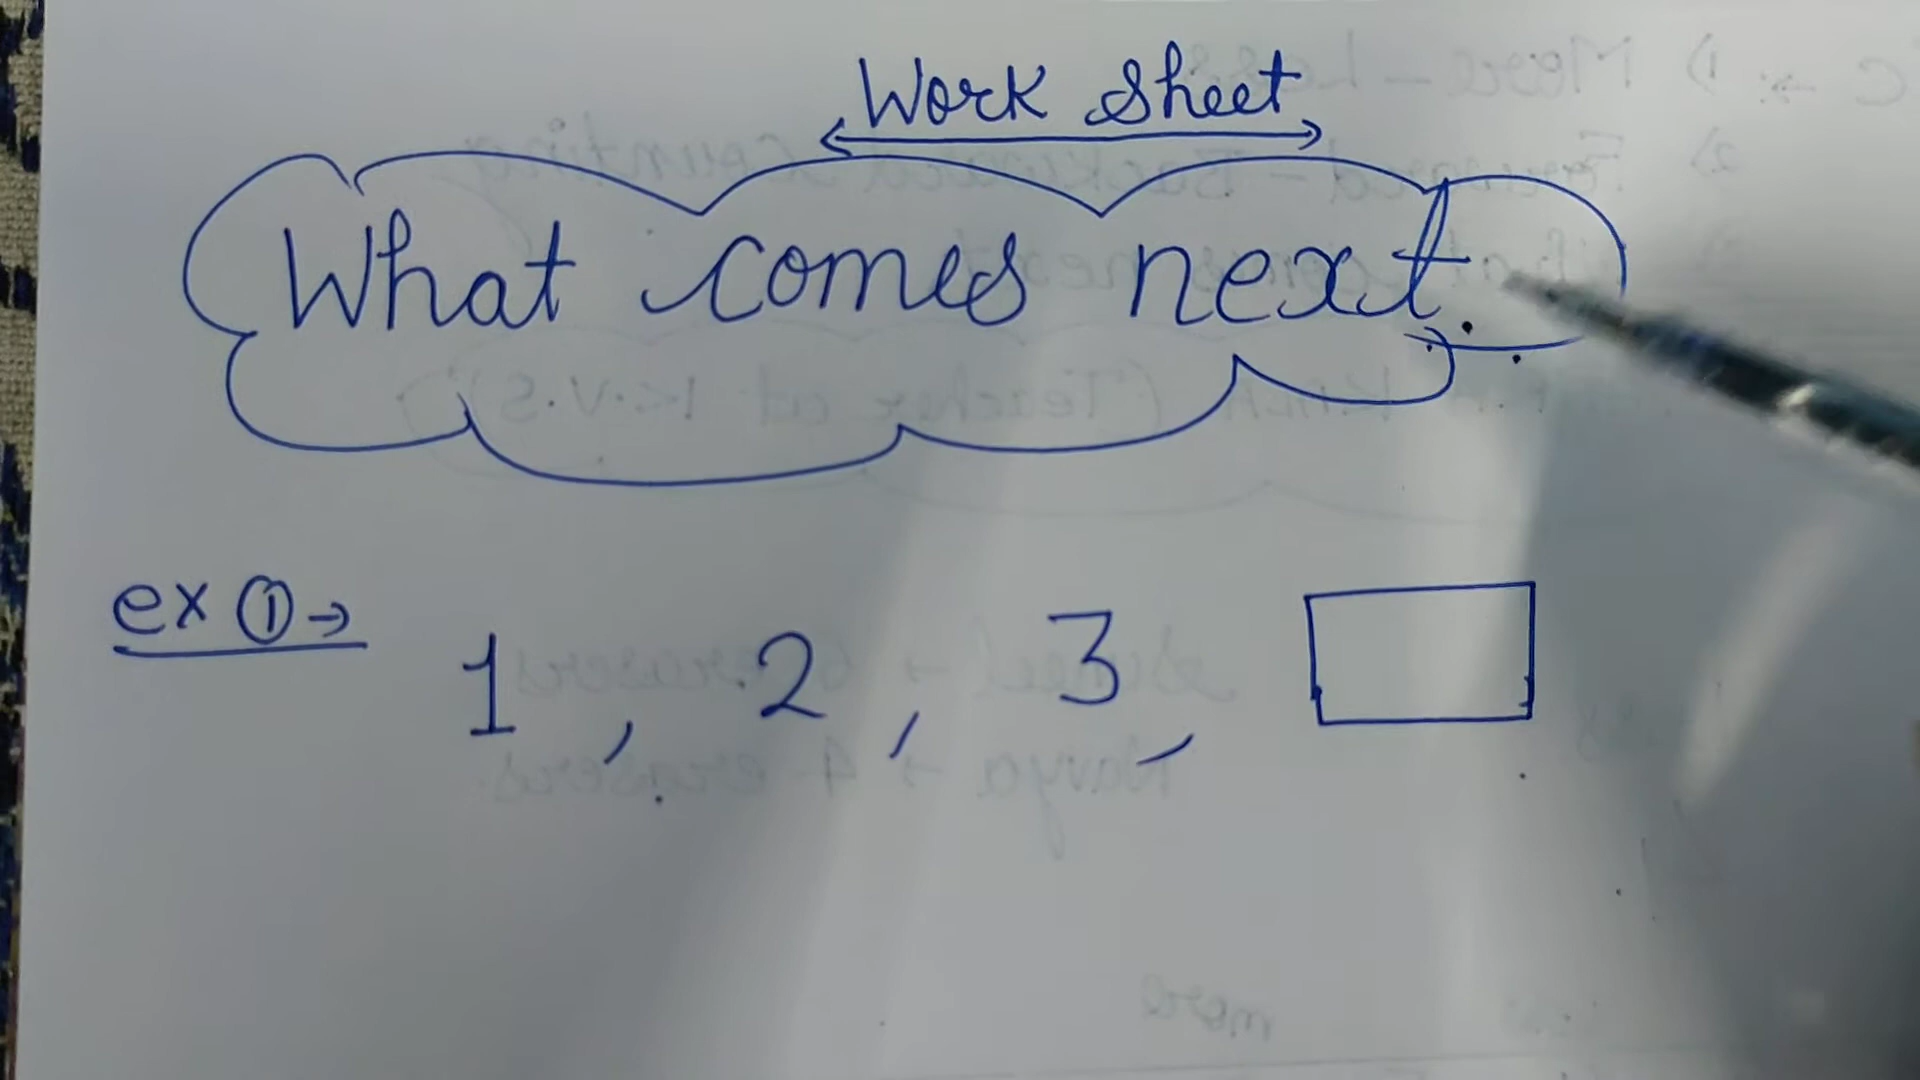 Work Sheet
What comes next.
ex ① →
1 , 2 , 3 ,